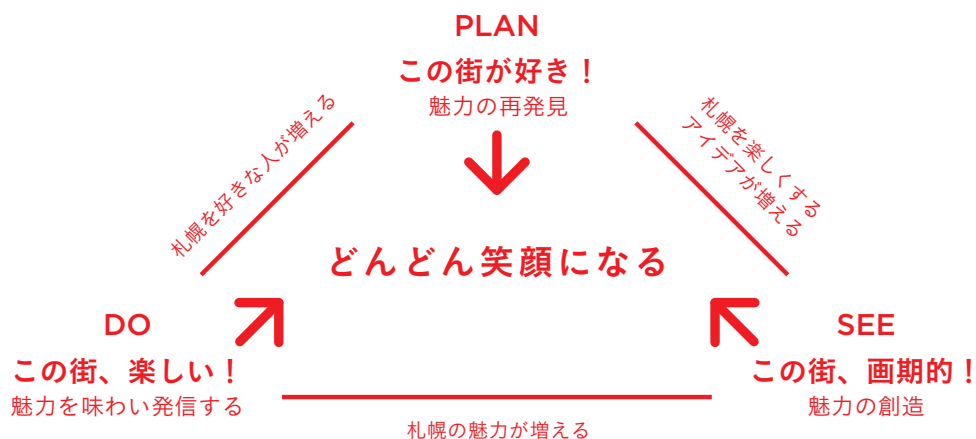 PLAN
この街が好き！
魅力の再発見
札幌を好きな人が増える
札幌を楽しくする
アイデアが増える
どんどん笑顔になる
DO
この街、楽しい！
魅力を味わい発信する
SEE
この街、画期的！
魅力の創造
札幌の魅力が増える